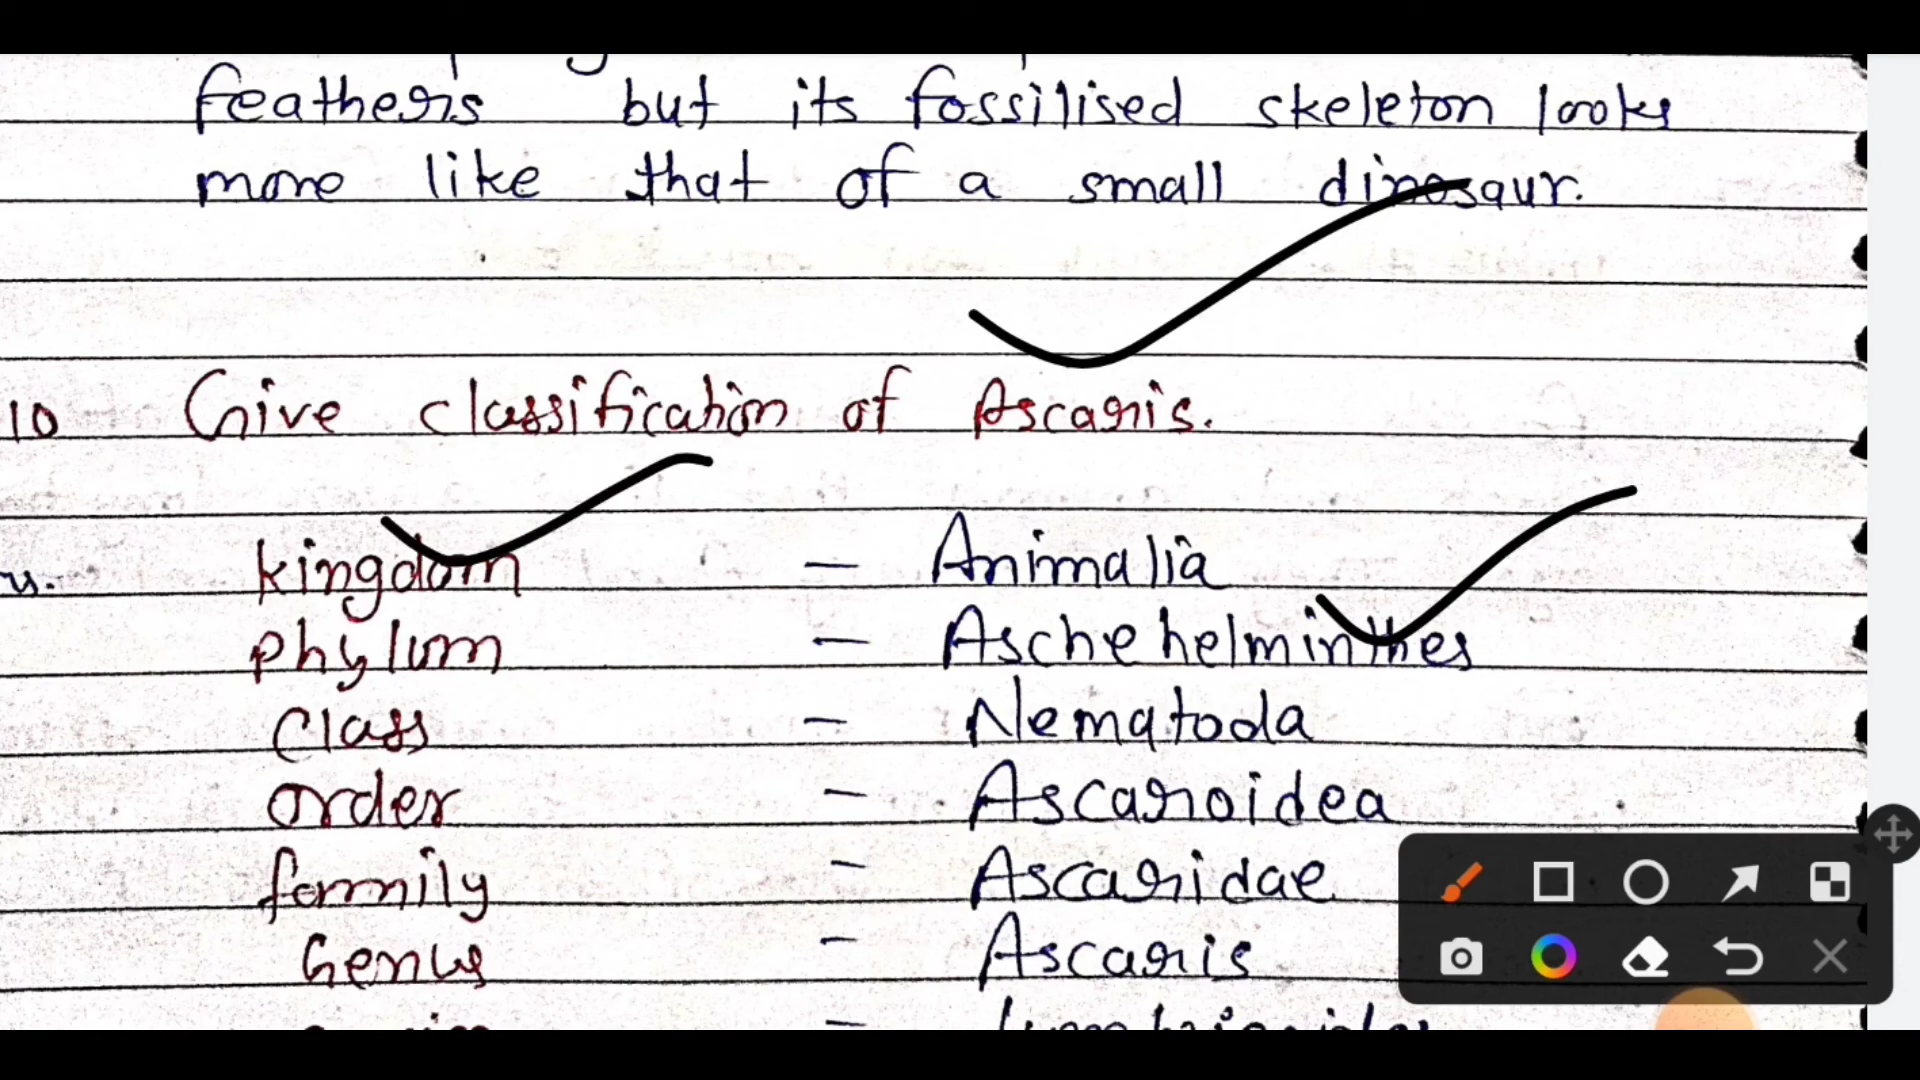 feathers but its fossilised skeleton looks
more like that of a small dinosaur.
10 Give classification of Ascaris.
kingdom - Animalia
phylum - Aschehelminthes
Class - Nematoda
order - Ascaroidea
family - Ascaridae
Genus - Ascaris